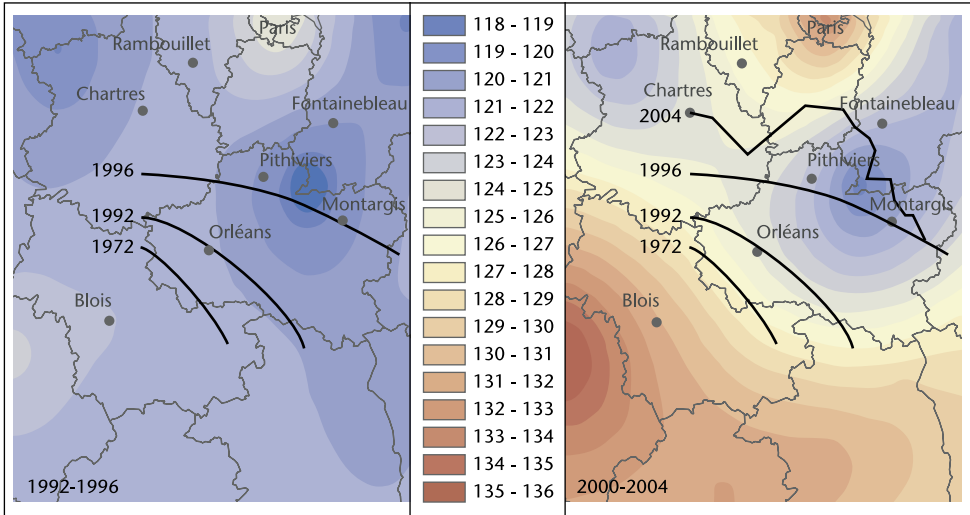 Paris
Rambouillet
Chartres
Fontainebleau
1996
Pithiviers
1992
Montargis
1972
Orléans
Blois
1992-1996
118 - 119
119 - 120
120 - 121
121 - 122
122 - 123
123 - 124
124 - 125
125 - 126
126 - 127
127 - 128
128 - 129
129 - 130
130 - 131
131 - 132
132 - 133
133 - 134
134 - 135
135 - 136
Paris
Rambouillet
Chartres
2004
Fontainebleau
1996
Pithiviers
1992
Montargis
1972
Orléans
Blois
2000-2004